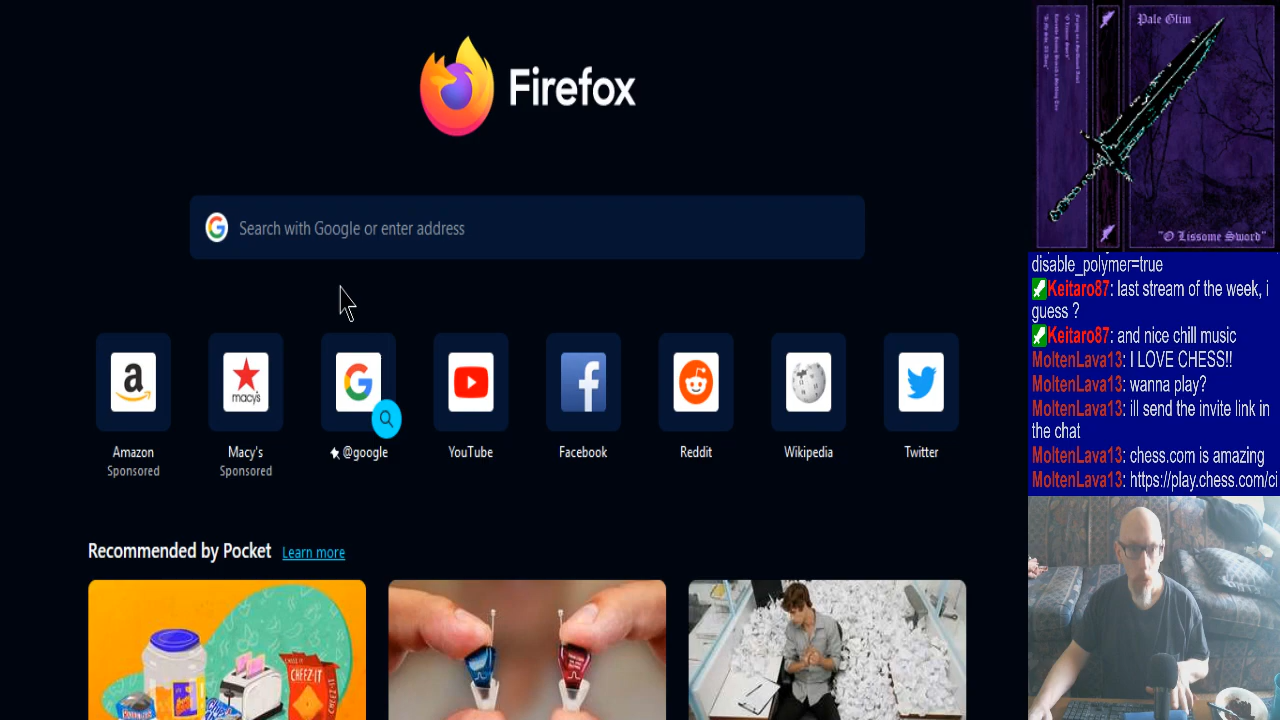 Firefox
Search with Google or enter address
Amazon
Sponsored
Macy's
Sponsored
@google
YouTube
Facebook
Reddit
Wikipedia
Twitter
macy's
Recommended by Pocket
Learn more
CHEEZ-IT
Pale Glim
"O Lissome Sword"
disable_polymer=true
Keitaro87: last stream of the week, i
guess ?
Keitaro87: and nice chill music
MoltenLava13: I LOVE CHESS!!
MoltenLava13: wanna play?
MoltenLava13: ill send the invite link in
the chat
MoltenLava13: chess.com is amazing
MoltenLava13: https://play.chess.com/ci